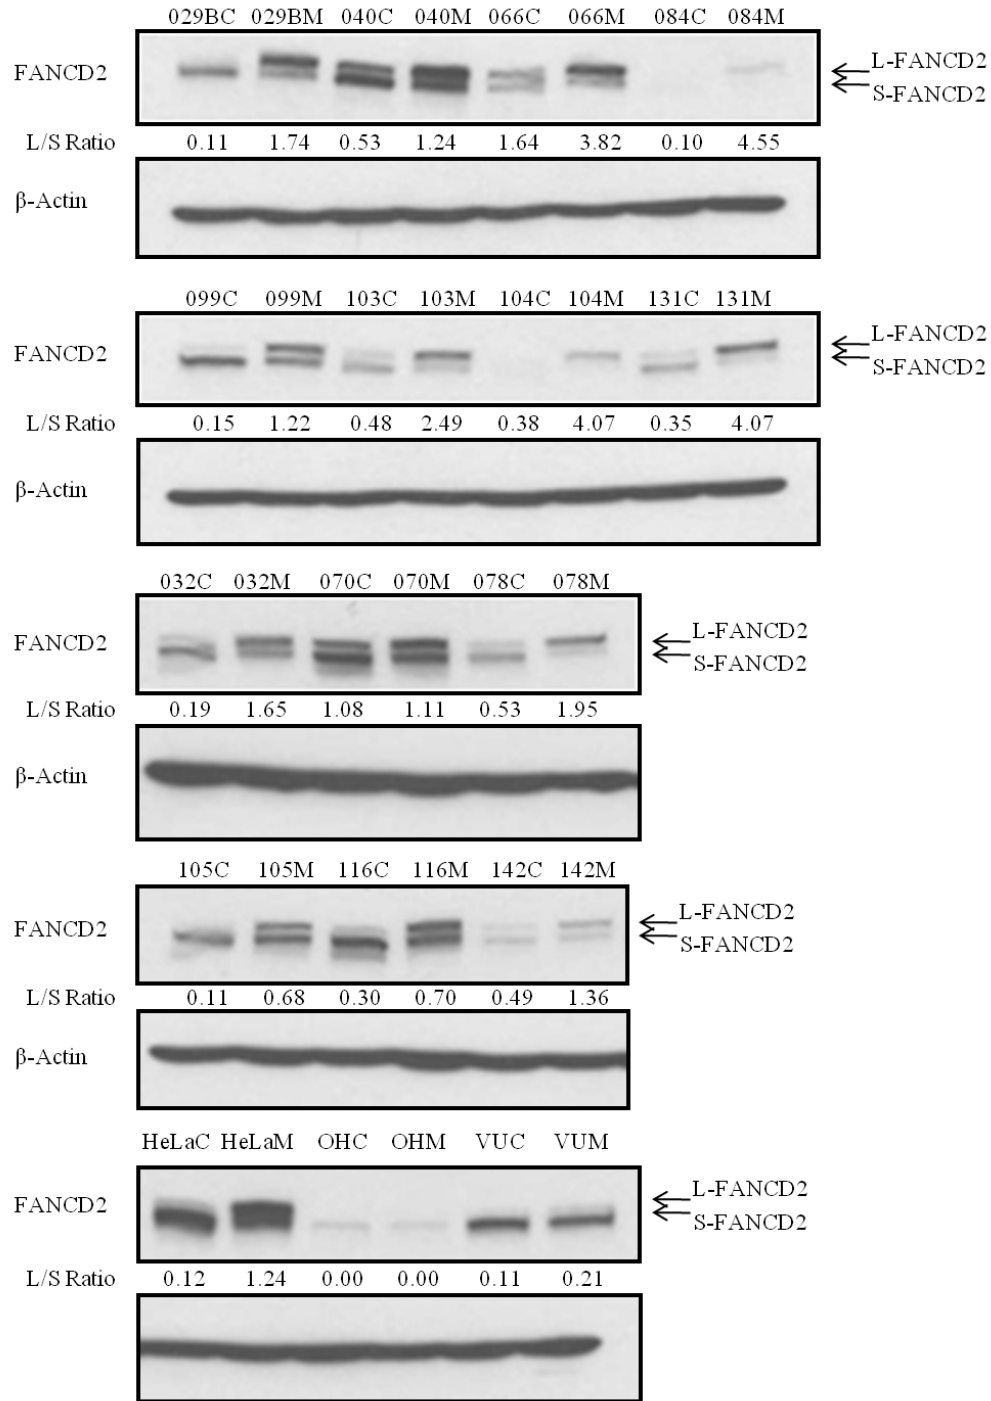 029BC 029BM 040C 040M 066C 066M 084C 084M
FANCD2
L-FANCD2
S-FANCD2
L/S Ratio 0.11 1.74 0.53 1.24 1.64 3.82 0.10 4.55
β-Actin
099C 099M 103C 103M 104C 104M 131C 131M
FANCD2
L-FANCD2
S-FANCD2
L/S Ratio 0.15 1.22 0.48 2.49 0.38 4.07 0.35 4.07
β-Actin
032C 032M 070C 070M 078C 078M
FANCD2
L-FANCD2
S-FANCD2
L/S Ratio 0.19 1.65 1.08 1.11 0.53 1.95
β-Actin
105C 105M 116C 116M 142C 142M
FANCD2
L-FANCD2
S-FANCD2
L/S Ratio 0.11 0.68 0.30 0.70 0.49 1.36
β-Actin
HeLaC HeLaM OHC OHM VUC VUM
FANCD2
L-FANCD2
S-FANCD2
L/S Ratio 0.12 1.24 0.00 0.00 0.11 0.21